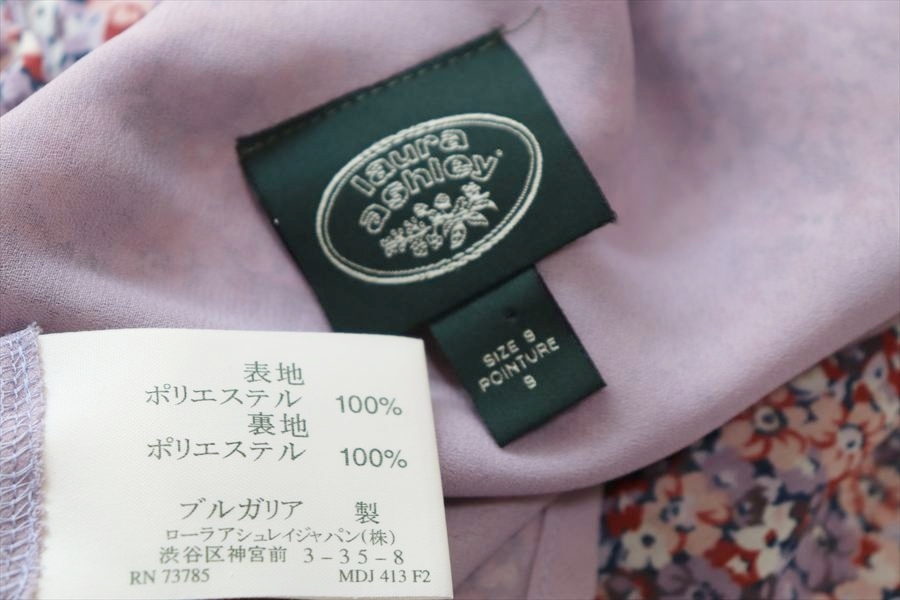 laura
ashley
SIZE 9
POINTURE
9
表地
ポリエステル 100%
裏地
ポリエステル 100%
ブルガリア 製
ローラアシュレイジャパン(株)
渋谷区神宮前 3-35-8
RN 73785 MDJ 413 F2